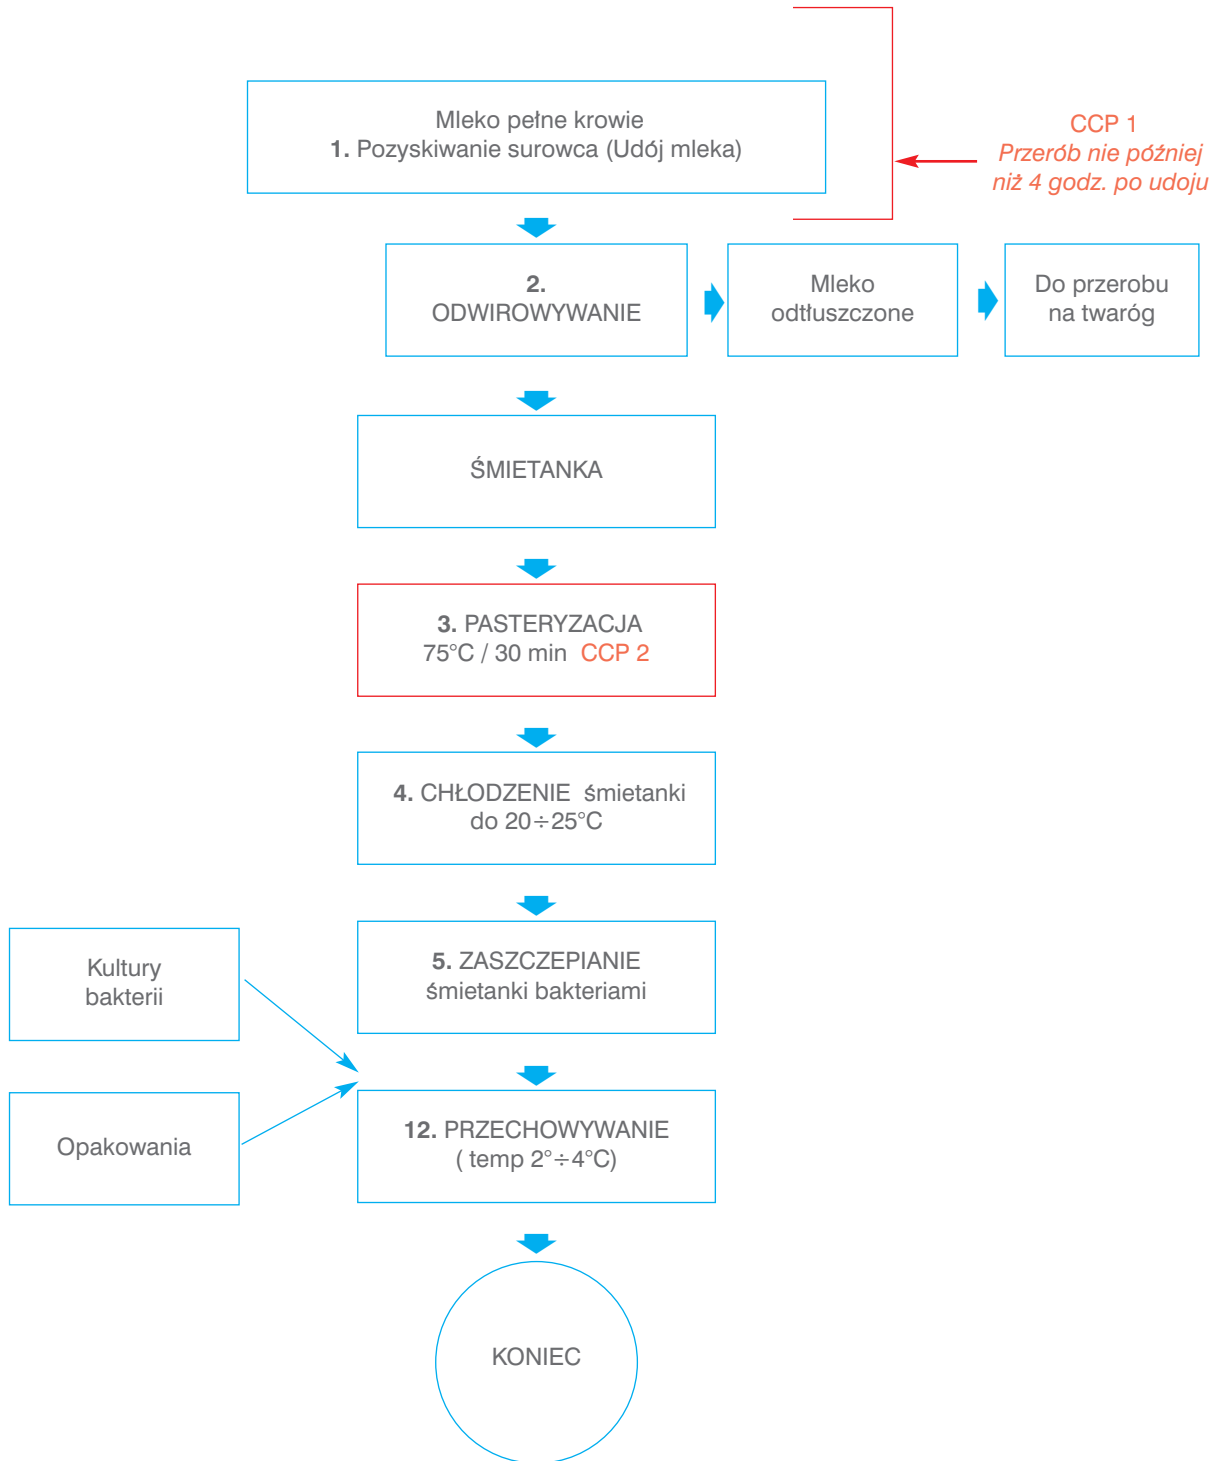 Mleko pełne krowie
1. Pozyskiwanie surowca (Udój mleka)
CCP 1
Przerób nie później
niż 4 godz. po udoju
2.
ODWIROWYWANIE
Mleko
odtłuszczone
Do przerobu
na twaróg
ŚMIETANKA
3. PASTERYZACJA
75°C / 30 min CCP 2
4. CHŁODZENIE śmietanki
do 20÷25°C
5. ZASZCZEPIANIE
śmietanki bakteriami
Kultury
bakterii
Opakowania
12. PRZECHOWYWANIE
( temp 2°÷4°C)
KONIEC